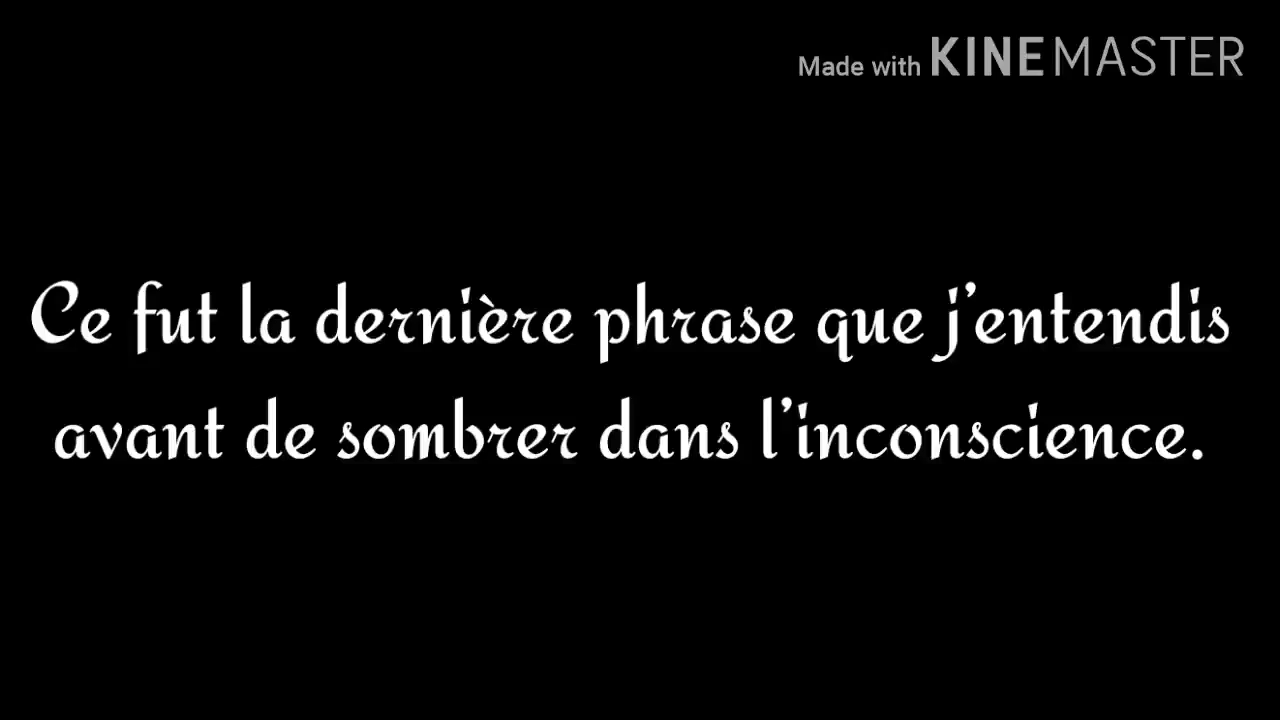 Made with KINEMASTER
Ce fut la dernière phrase que j’entendis
avant de sombrer dans l’inconscience.